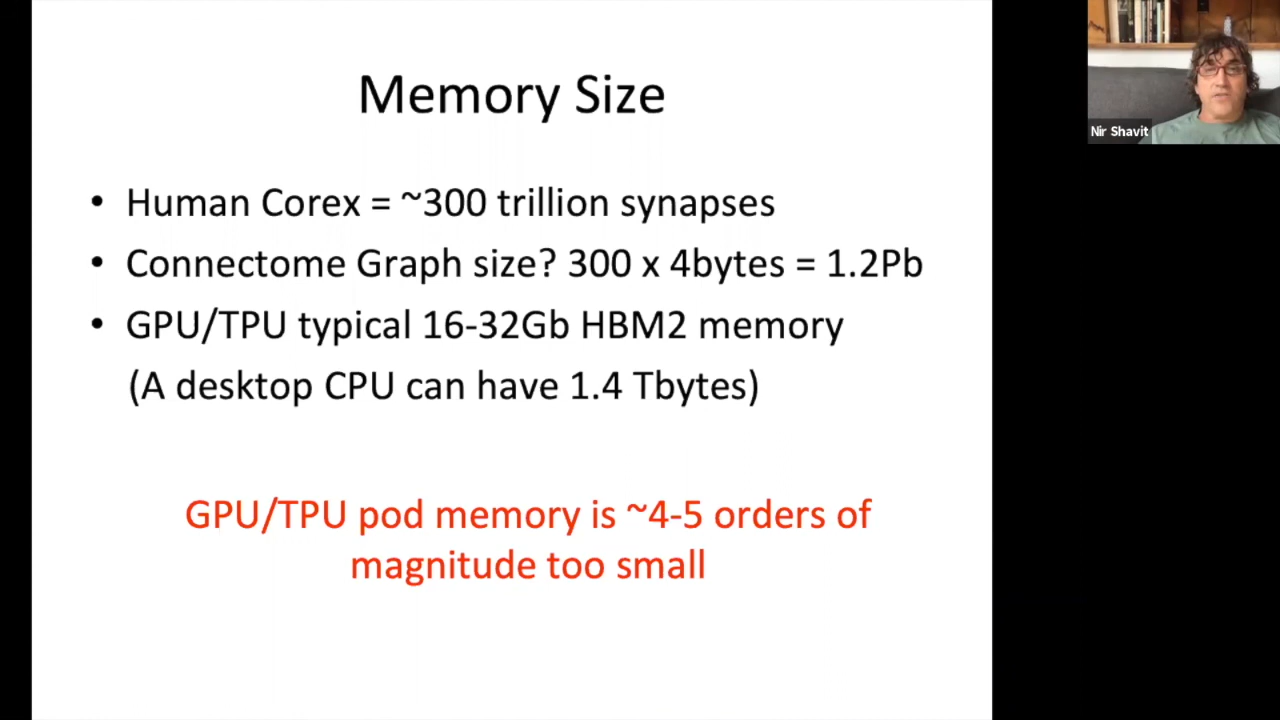 Memory Size
• Human Corex = ~300 trillion synapses
• Connectome Graph size? 300 x 4bytes = 1.2Pb
• GPU/TPU typical 16-32Gb HBM2 memory
(A desktop CPU can have 1.4 Tbytes)
GPU/TPU pod memory is ~4-5 orders of
magnitude too small
Nir Shavit